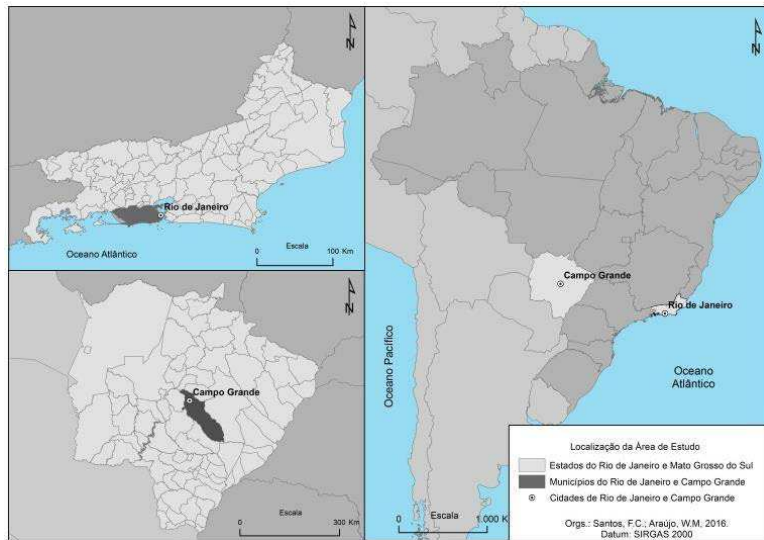 N
Rio de Janeiro
Oceano Atlântico
Escala
0 100 Km
N
Campo Grande
0 Escala 300 Km
N
Campo Grande
Rio de Janeiro
Oceano Pacífico
Oceano
Atlântico
0 Escala 1.000 Km
Localização da Área de Estudo
Estados do Rio de Janeiro e Mato Grosso do Sul
Municípios do Rio de Janeiro e Campo Grande
Cidades de Rio de Janeiro e Campo Grande
Orgs.: Santos, F.C.; Araújo, W.M, 2016.
Datum: SIRGAS 2000